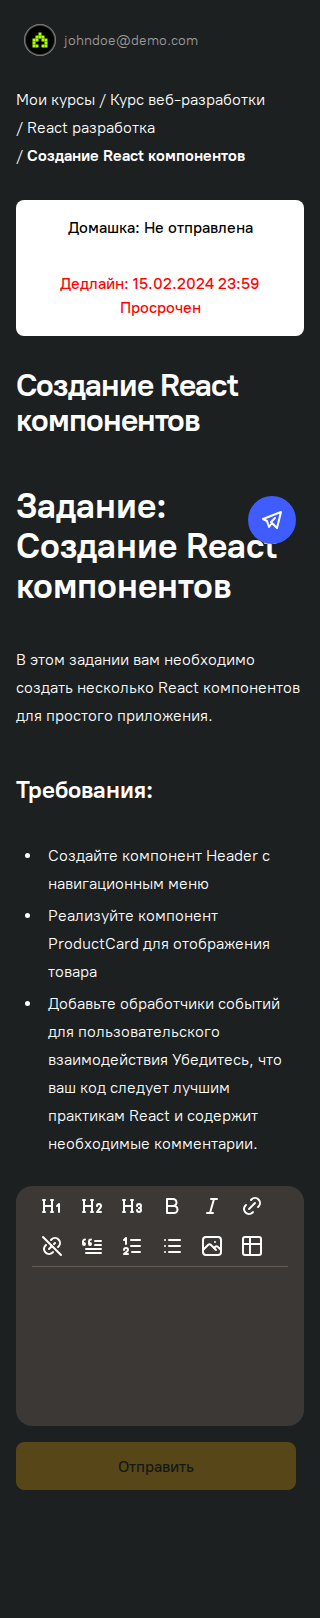 johndoe@demo.com
Мои курсы / Курс веб-разработки
/ React разработка
/ Создание React компонентов
Домашка: Не отправлена
Дедлайн: 15.02.2024 23:59
Просрочен
Создание React
компонентов
Задание:
Создание React
компонентов
В этом задании вам необходимо
создать несколько React компонентов
для простого приложения.
Требования:
Создайте компонент Header с
навигационным меню
Реализуйте компонент
ProductCard для отображения
товара
Добавьте обработчики событий
для пользовательского
взаимодействия Убедитесь, что
ваш код следует лучшим
практикам React и содержит
необходимые комментарии.
H1 H2 H3 B I
Отправить